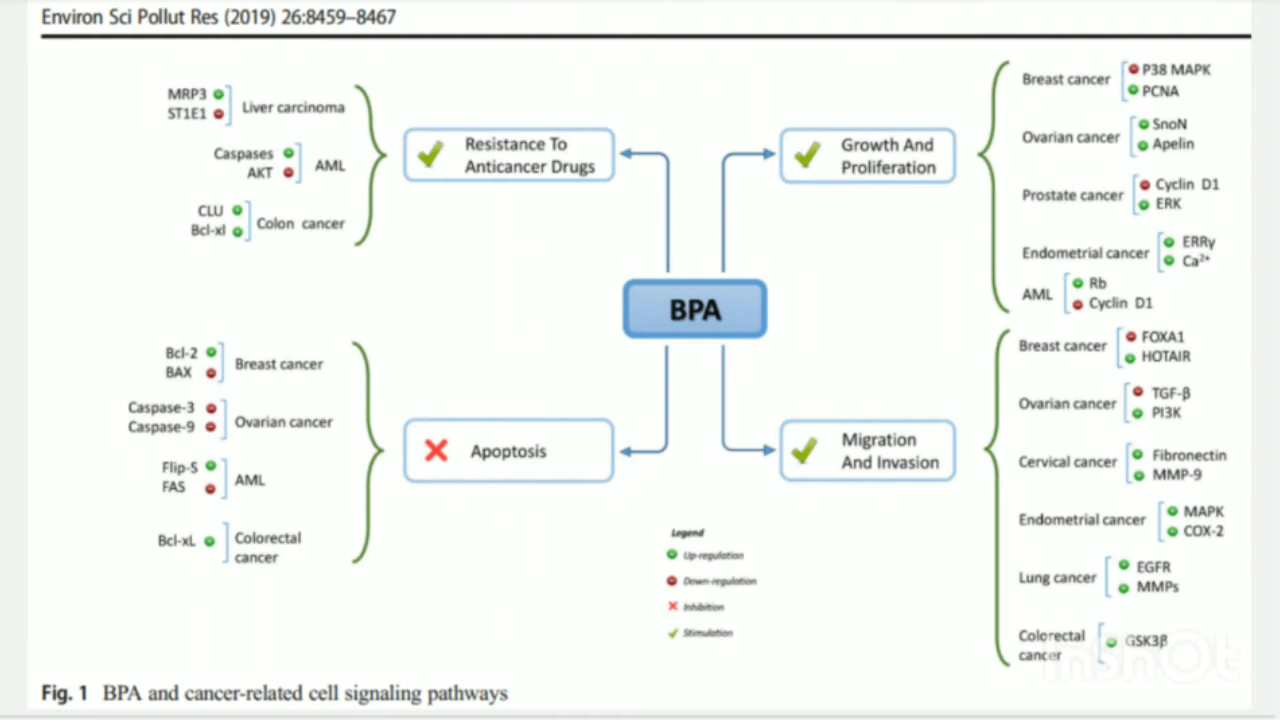 Environ Sci Pollut Res (2019) 26:8459–8467
MRP3
ST1E1
Liver carcinoma
Caspases
AKT
AML
CLU
Bcl-xl
Colon cancer
Resistance To
Anticancer Drugs
Growth And
Proliferation
Breast cancer
P38 MAPK
PCNA
Ovarian cancer
SnoN
Apelin
Prostate cancer
Cyclin D1
ERK
Endometrial cancer
ERRγ
Ca²⁺
AML
Rb
Cyclin D1
BPA
Bcl-2
BAX
Breast cancer
Caspase-3
Caspase-9
Ovarian cancer
Flip-S
FAS
AML
Bcl-xL
Colorectal
cancer
Apoptosis
Migration
And Invasion
Breast cancer
FOXA1
HOTAIR
Ovarian cancer
TGF-β
PI3K
Cervical cancer
Fibronectin
MMP-9
Endometrial cancer
MAPK
COX-2
Lung cancer
EGFR
MMPs
Colorectal
cancer
GSK3β
Legend
Up-regulation
Down-regulation
Inhibition
Stimulation
InShOt
Fig. 1 BPA and cancer-related cell signaling pathways